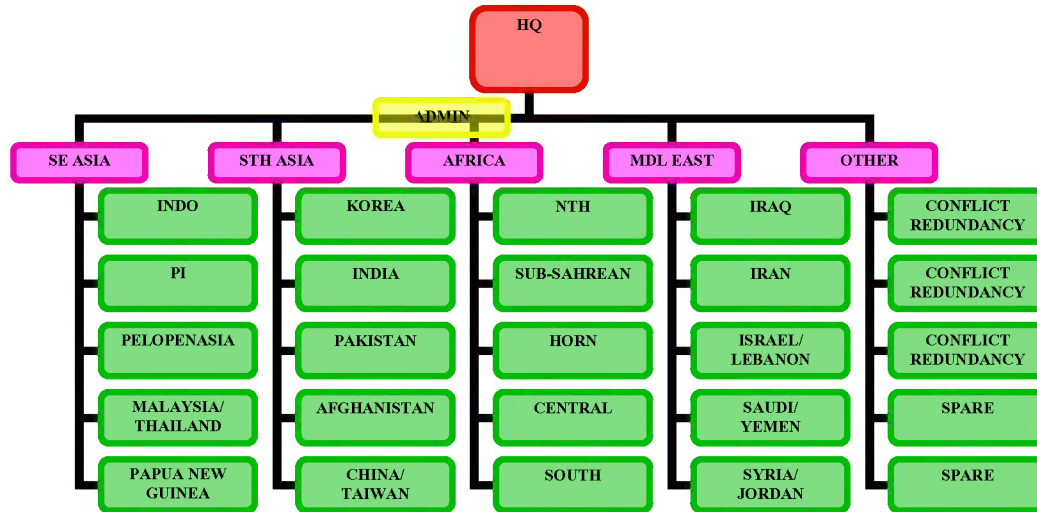 HQ
ADMIN
SE ASIA
STH ASIA
AFRICA
MDL EAST
OTHER
INDO
KOREA
NTH
IRAQ
CONFLICT
REDUNDANCY
PI
INDIA
SUB-SAHREAN
IRAN
CONFLICT
REDUNDANCY
PELOPENASIA
PAKISTAN
HORN
ISRAEL/
LEBANON
CONFLICT
REDUNDANCY
MALAYSIA/
THAILAND
AFGHANISTAN
CENTRAL
SAUDI/
YEMEN
SPARE
PAPUA NEW
GUINEA
CHINA/
TAIWAN
SOUTH
SYRIA/
JORDAN
SPARE